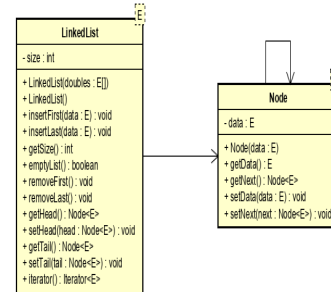 E
LinkedList
- size : int
+ LinkedList(doubles : E[])
+ LinkedList()
+ insertFirst(data : E) : void
+ insertLast(data : E) : void
+ getSize() : int
+ emptyList() : boolean
+ removeFirst() : void
+ removeLast() : void
+ getHead() : Node<E>
+ setHead(head : Node<E>) : void
+ getTail() : Node<E>
+ setTail(tail : Node<E>) : void
+ iterator() : Iterator<E>
Node
- data : E
+ Node(data : E)
+ getData() : E
+ getNext() : Node<E>
+ setData(data : E) : void
+ setNext(next : Node<E>) : void